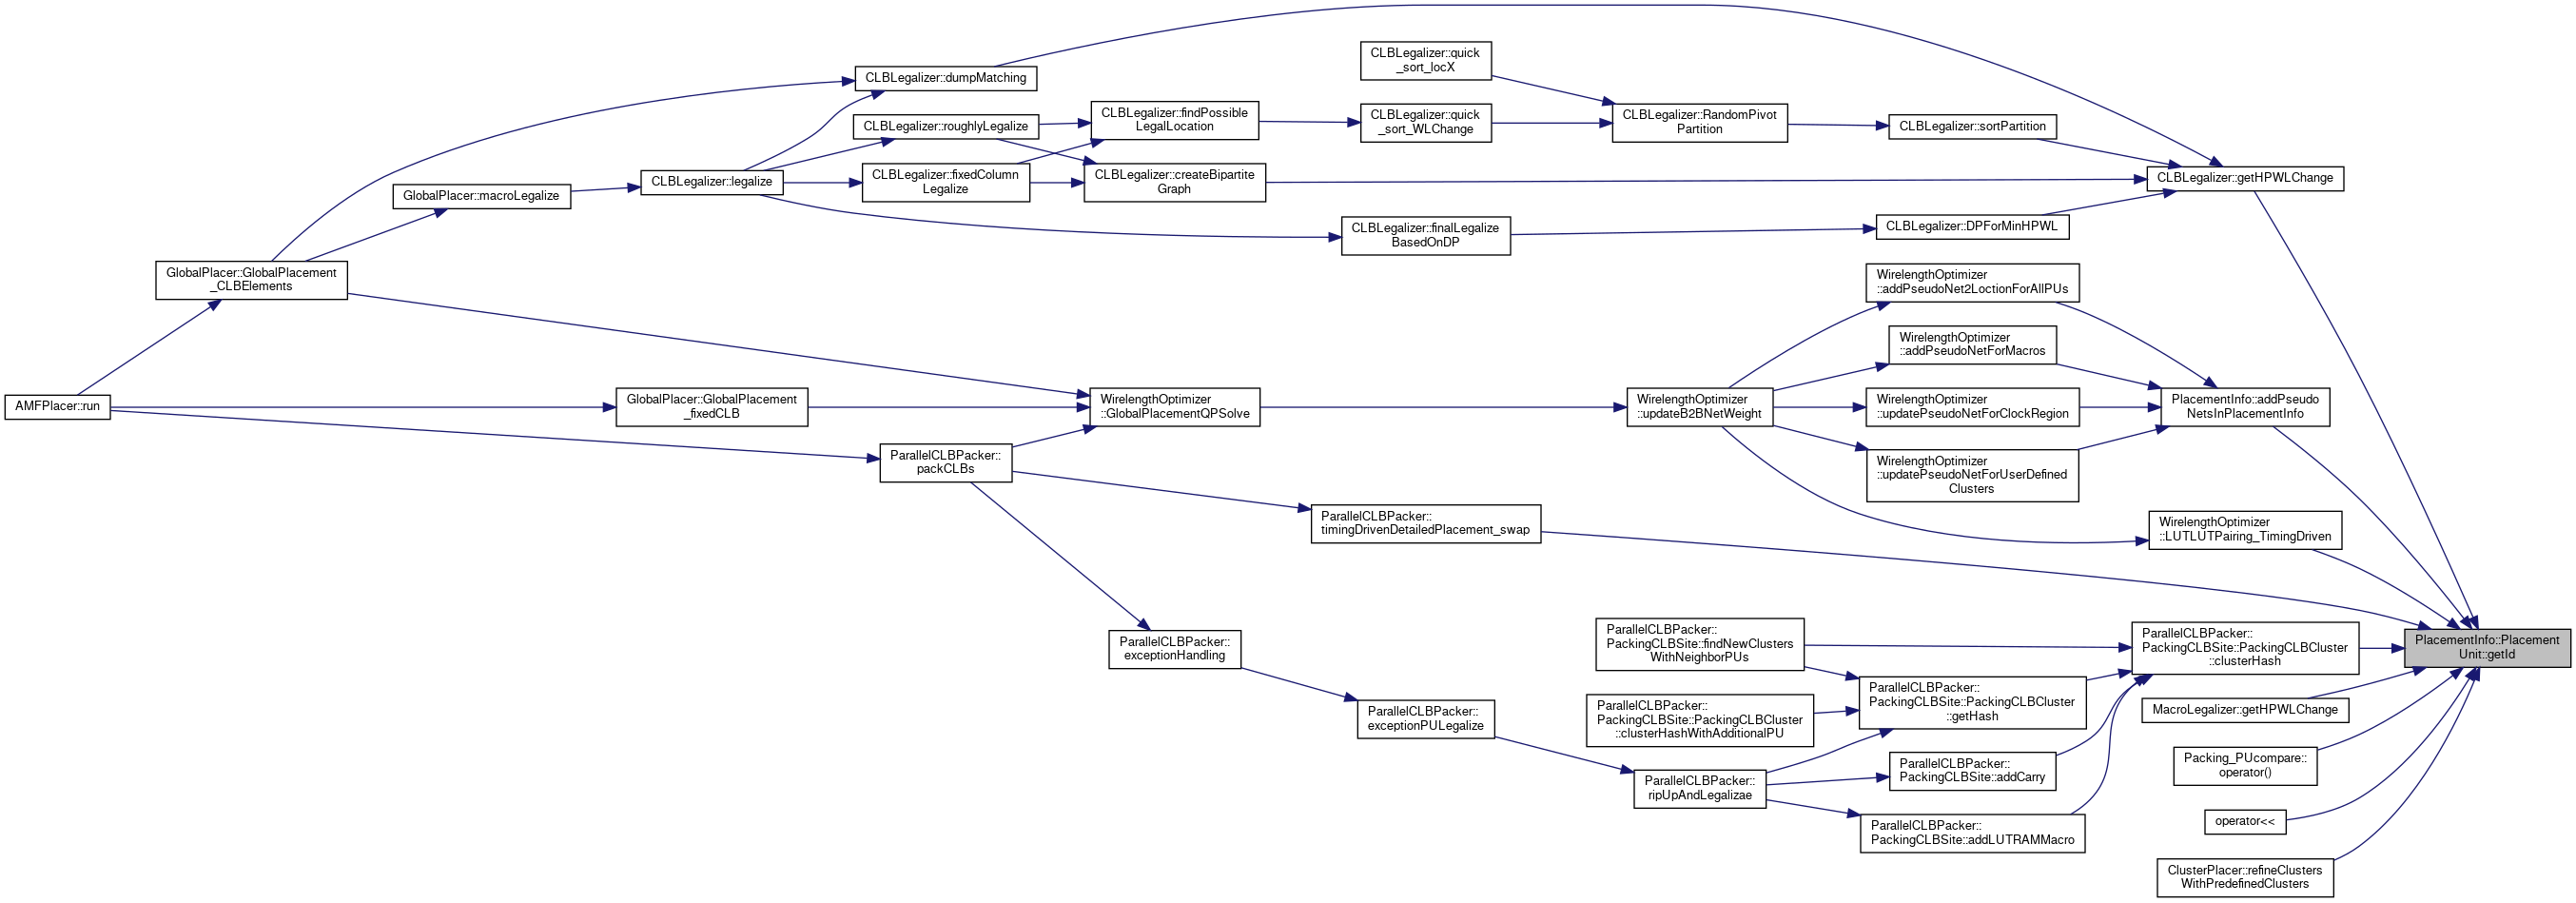 CLBLegalizer::quick
_sort_locX
CLBLegalizer::dumpMatching
CLBLegalizer::findPossible
LegalLocation
CLBLegalizer::quick
_sort_WLChange
CLBLegalizer::RandomPivot
Partition
CLBLegalizer::sortPartition
CLBLegalizer::roughlyLegalize
CLBLegalizer::legalize
CLBLegalizer::fixedColumn
Legalize
CLBLegalizer::createBipartite
Graph
CLBLegalizer::getHPWLChange
GlobalPlacer::macroLegalize
CLBLegalizer::finalLegalize
BasedOnDP
CLBLegalizer::DPForMinHPWL
GlobalPlacer::GlobalPlacement
_CLBElements
WirelengthOptimizer
::addPseudoNet2LoctionForAllPUs
WirelengthOptimizer
::addPseudoNetForMacros
AMFPlacer::run
GlobalPlacer::GlobalPlacement
_fixedCLB
WirelengthOptimizer
::GlobalPlacementQPSolve
WirelengthOptimizer
::updateB2BNetWeight
WirelengthOptimizer
::updatePseudoNetForClockRegion
PlacementInfo::addPseudo
NetsInPlacementInfo
ParallelCLBPacker::
packCLBs
WirelengthOptimizer
::updatePseudoNetForUserDefined
Clusters
ParallelCLBPacker::
timingDrivenDetailedPlacement_swap
WirelengthOptimizer
::LUTLUTPairing_TimingDriven
ParallelCLBPacker::
exceptionHandling
ParallelCLBPacker::
PackingCLBSite::findNewClusters
WithNeighborPUs
ParallelCLBPacker::
PackingCLBSite::PackingCLBCluster
::clusterHash
PlacementInfo::Placement
Unit::getId
ParallelCLBPacker::
exceptionPULegalize
ParallelCLBPacker::
PackingCLBSite::PackingCLBCluster
::clusterHashWithAdditionalPU
ParallelCLBPacker::
PackingCLBSite::PackingCLBCluster
::getHash
MacroLegalizer::getHPWLChange
ParallelCLBPacker::
ripUpAndLegalizae
ParallelCLBPacker::
PackingCLBSite::addCarry
Packing_PUcompare::
operator()
ParallelCLBPacker::
PackingCLBSite::addLUTRAMMacro
operator<<
ClusterPlacer::refineClusters
WithPredefinedClusters